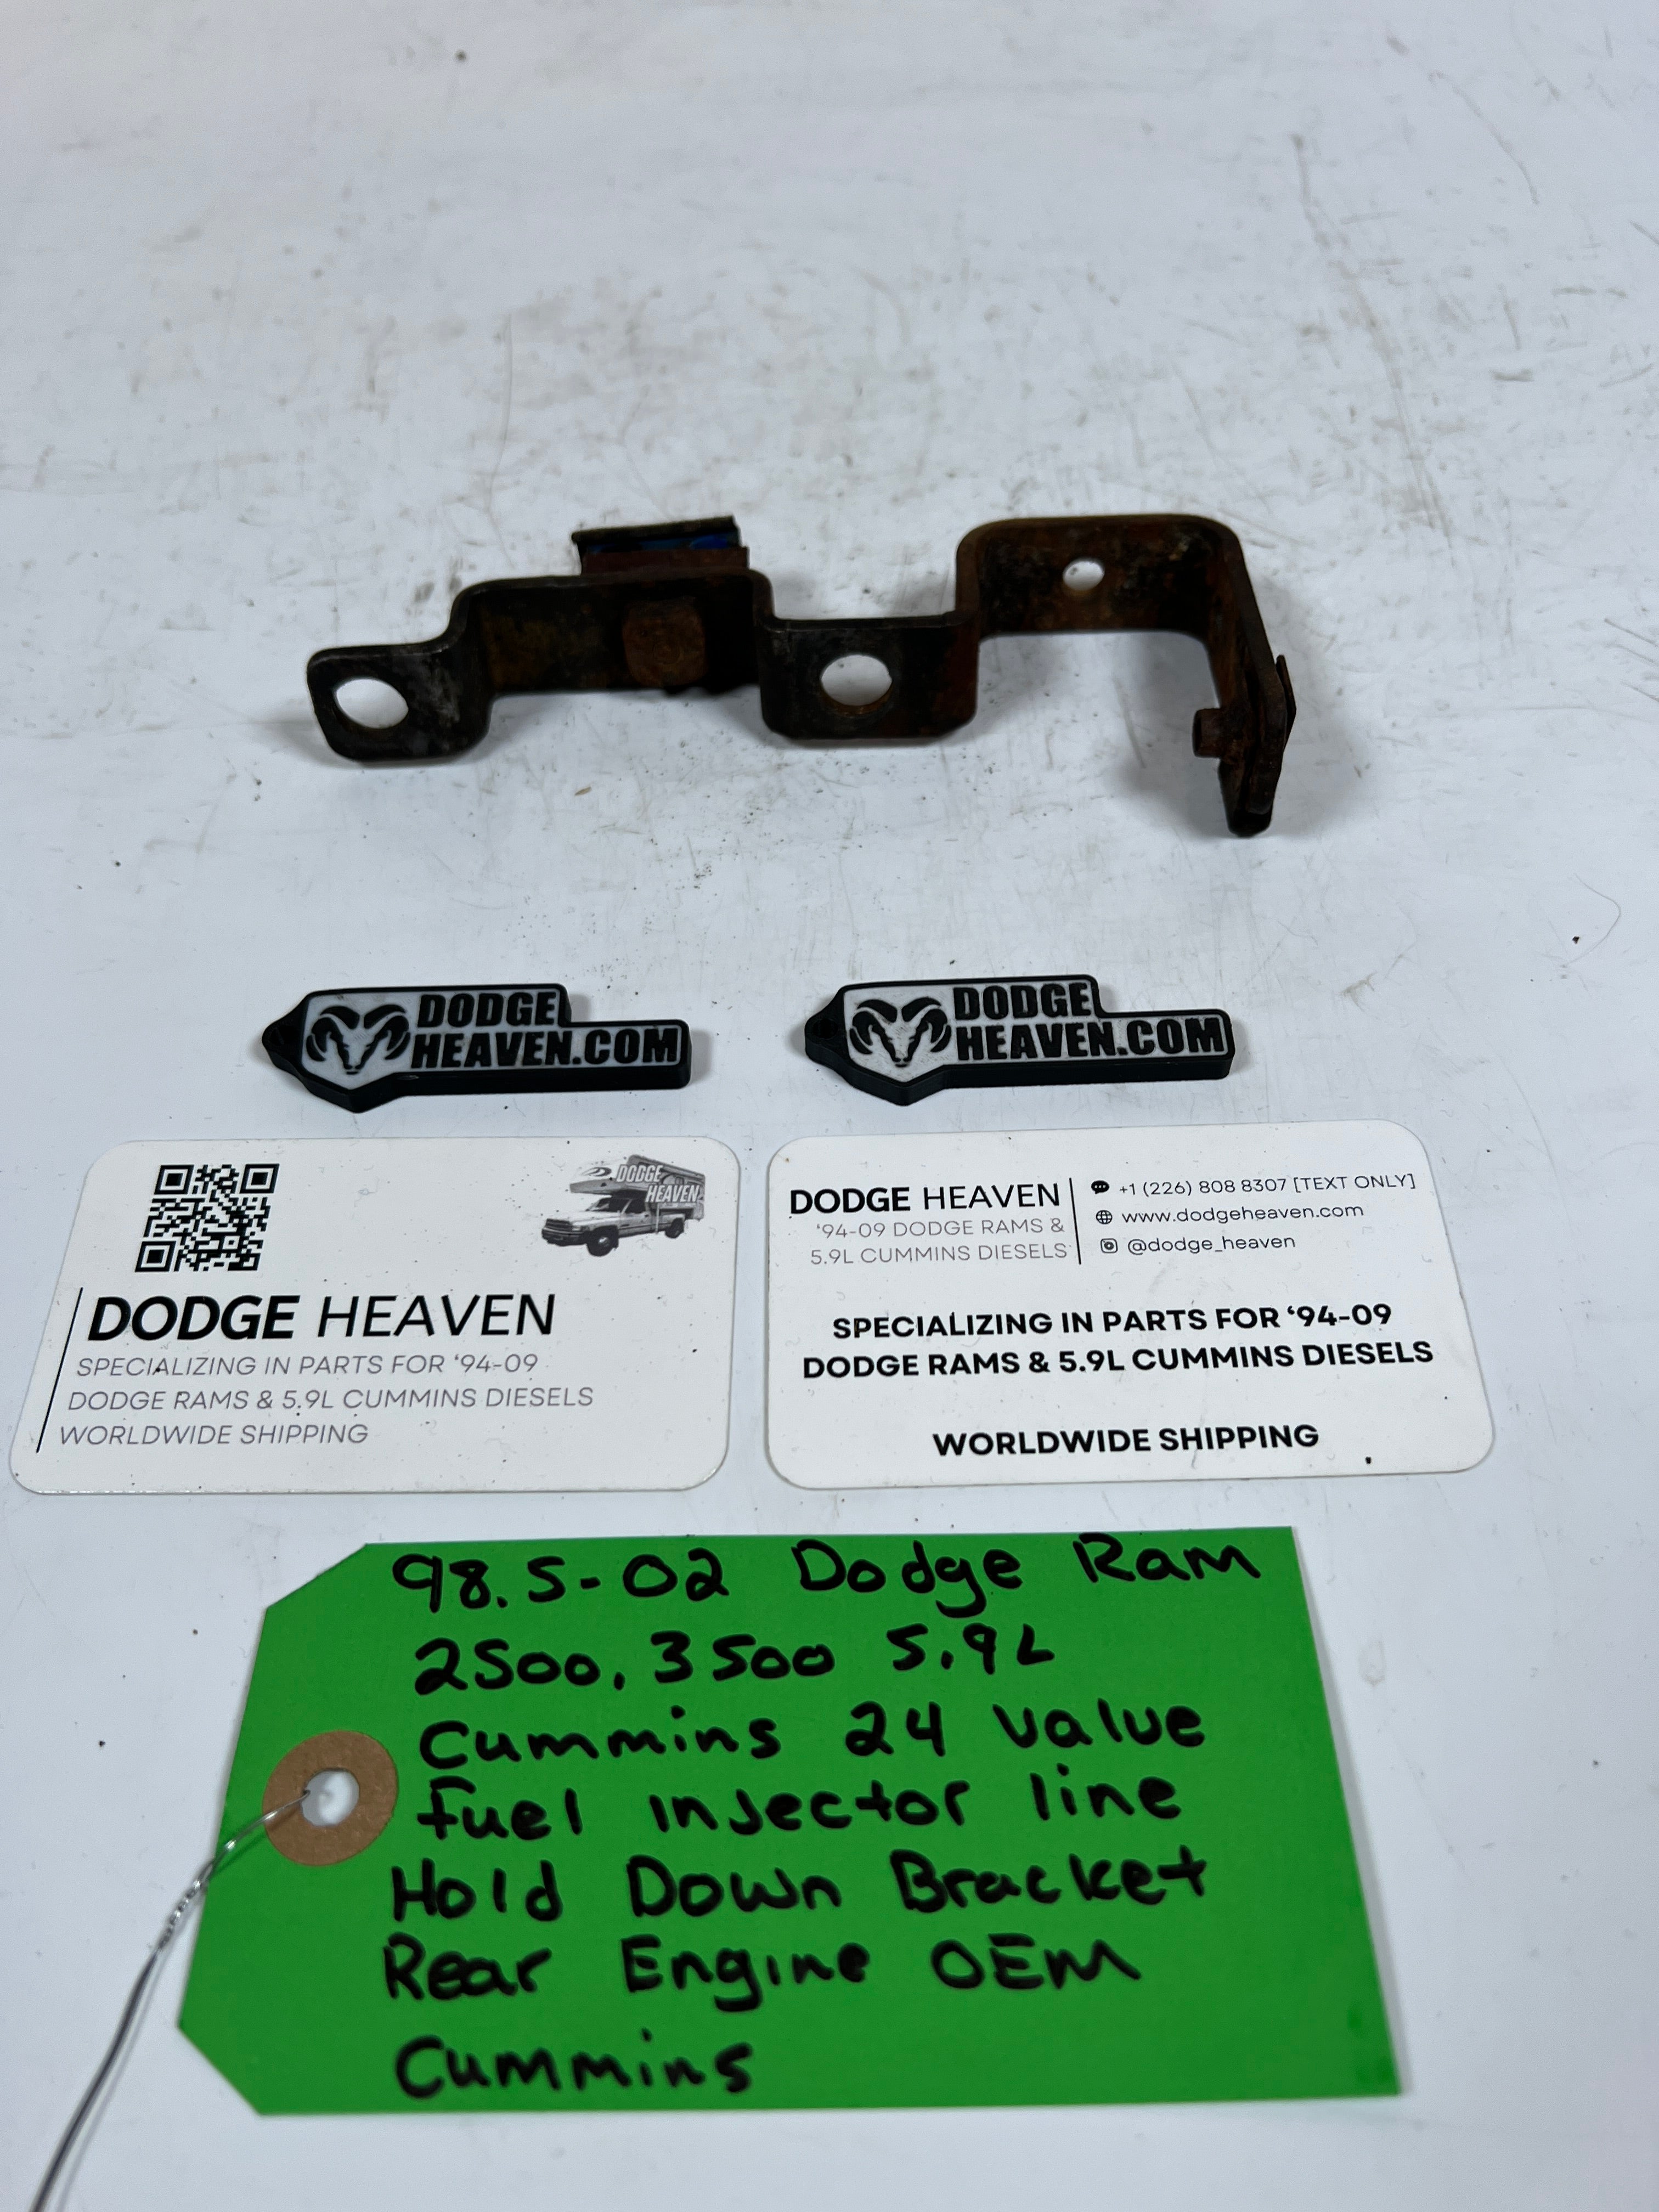 DODGE
HEAVEN.COM
DODGE
HEAVEN.COM
DODGE
HEAVEN
DODGE HEAVEN
SPECIALIZING IN PARTS FOR ‘94-09
DODGE RAMS & 5.9L CUMMINS DIESELS
WORLDWIDE SHIPPING
DODGE HEAVEN
‘94-09 DODGE RAMS &
5.9L CUMMINS DIESELS
+1 (226) 808 8307 [TEXT ONLY]
www.dodgeheaven.com
@dodge_heaven
SPECIALIZING IN PARTS FOR ‘94-09
DODGE RAMS & 5.9L CUMMINS DIESELS
WORLDWIDE SHIPPING
98.5-02 Dodge Ram
2500, 3500 5.9L
Cummins 24 value
Fuel injector line
Hold Down Bracket
Rear Engine OEM
Cummins